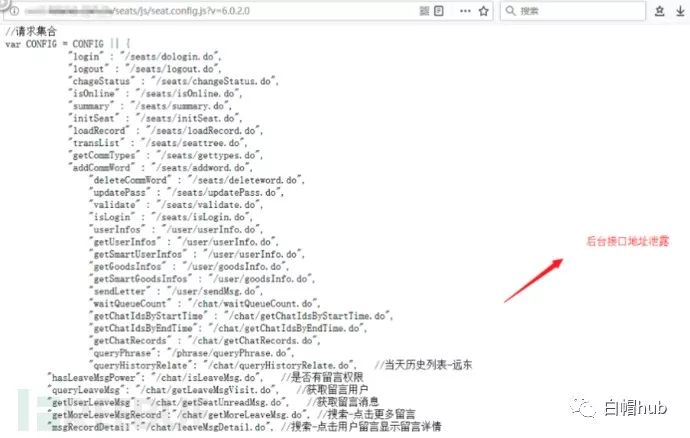 /seats/js/seat.config.js?v=6.0.2.0
搜索
//请求集合
var CONFIG = CONFIG || {
"login" : "/seats/dologin.do",
"logout" : "/seats/logout.do",
"chageStatus" : "/seats/changeStatus.do",
"isOnline" : "/seats/isOnline.do",
"summary" : "/seats/summary.do",
"initSeat" : "/seats/initSeat.do",
"loadRecord" : "/seats/loadRecord.do",
"transList" : "/seats/seattree.do",
"getCommTypes" : "/seats/gettypes.do",
"addCommWord" : "/seats/addword.do",
"deleteCommWord" : "/seats/deleteword.do",
"updatePass" : "/seats/updatePass.do",
"validate" : "/seats/validate.do",
"isLogin" : "/seats/isLogin.do",
"userInfos" : "/user/userInfo.do",
"getUserInfos" : "/user/userInfo.do",
"getSmartUserInfos" : "/user/userInfo.do",
"getGoodsInfos" : "/user/goodsInfo.do",
"getSmartGoodsInfos" : "/user/goodsInfo.do",
"sendLetter" : "/user/sendMsg.do",
"waitQueueCount" : "/chat/waitQueueCount.do",
"getChatIdsByStartTime" : "/chat/getChatIdsByStartTime.do",
"getChatIdsByEndTime" : "/chat/getChatIdsByEndTime.do",
"getChatRecords" : "/chat/getChatRecords.do",
"queryPhrase" : "/phrase/queryPhrase.do",
"queryHistoryRelate" : "/chat/queryHistoryRelate.do", //当天历史列表-远东
"hasLeaveMsgPower": "/chat/isLeaveMsg.do", //是否有留言权限
"queryLeaveMsg" : "/chat/getLeaveMsgVisit.do", //获取留言用户
"getUserLeaveMsg" : "/chat/getSeatUnreadMsg.do", //获取留言消息
"getMoreLeaveMsgRecord" : "/chat/getMoreLeaveMsg.do", //搜索-点击更多留言
"msgRecordDetail": "/chat/leaveMsgDetail.do", //搜索-点击用户留言显示留言详情
后台接口地址泄露
白帽hub